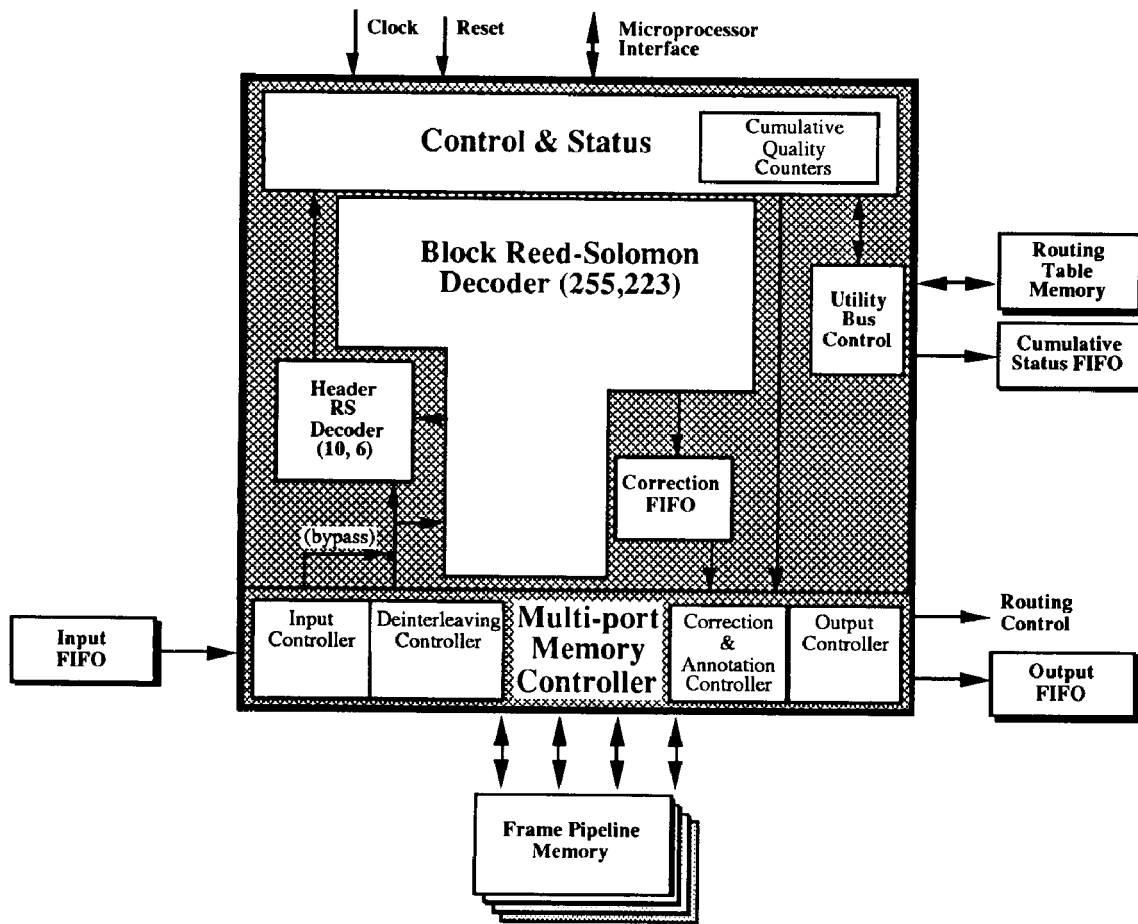 Clock
Reset
Microprocessor
Interface
Control & Status
Cumulative
Quality
Counters
Block Reed-Solomon
Decoder (255,223)
Utility
Bus
Control
Routing
Table
Memory
Cumulative
Status FIFO
Header
RS
Decoder
(10, 6)
Correction
FIFO
(bypass)
Input
FIFO
Input
Controller
Deinterleaving
Controller
Multi-port
Memory
Controller
Correction
&
Annotation
Controller
Output
Controller
Routing
Control
Output
FIFO
Frame Pipeline
Memory